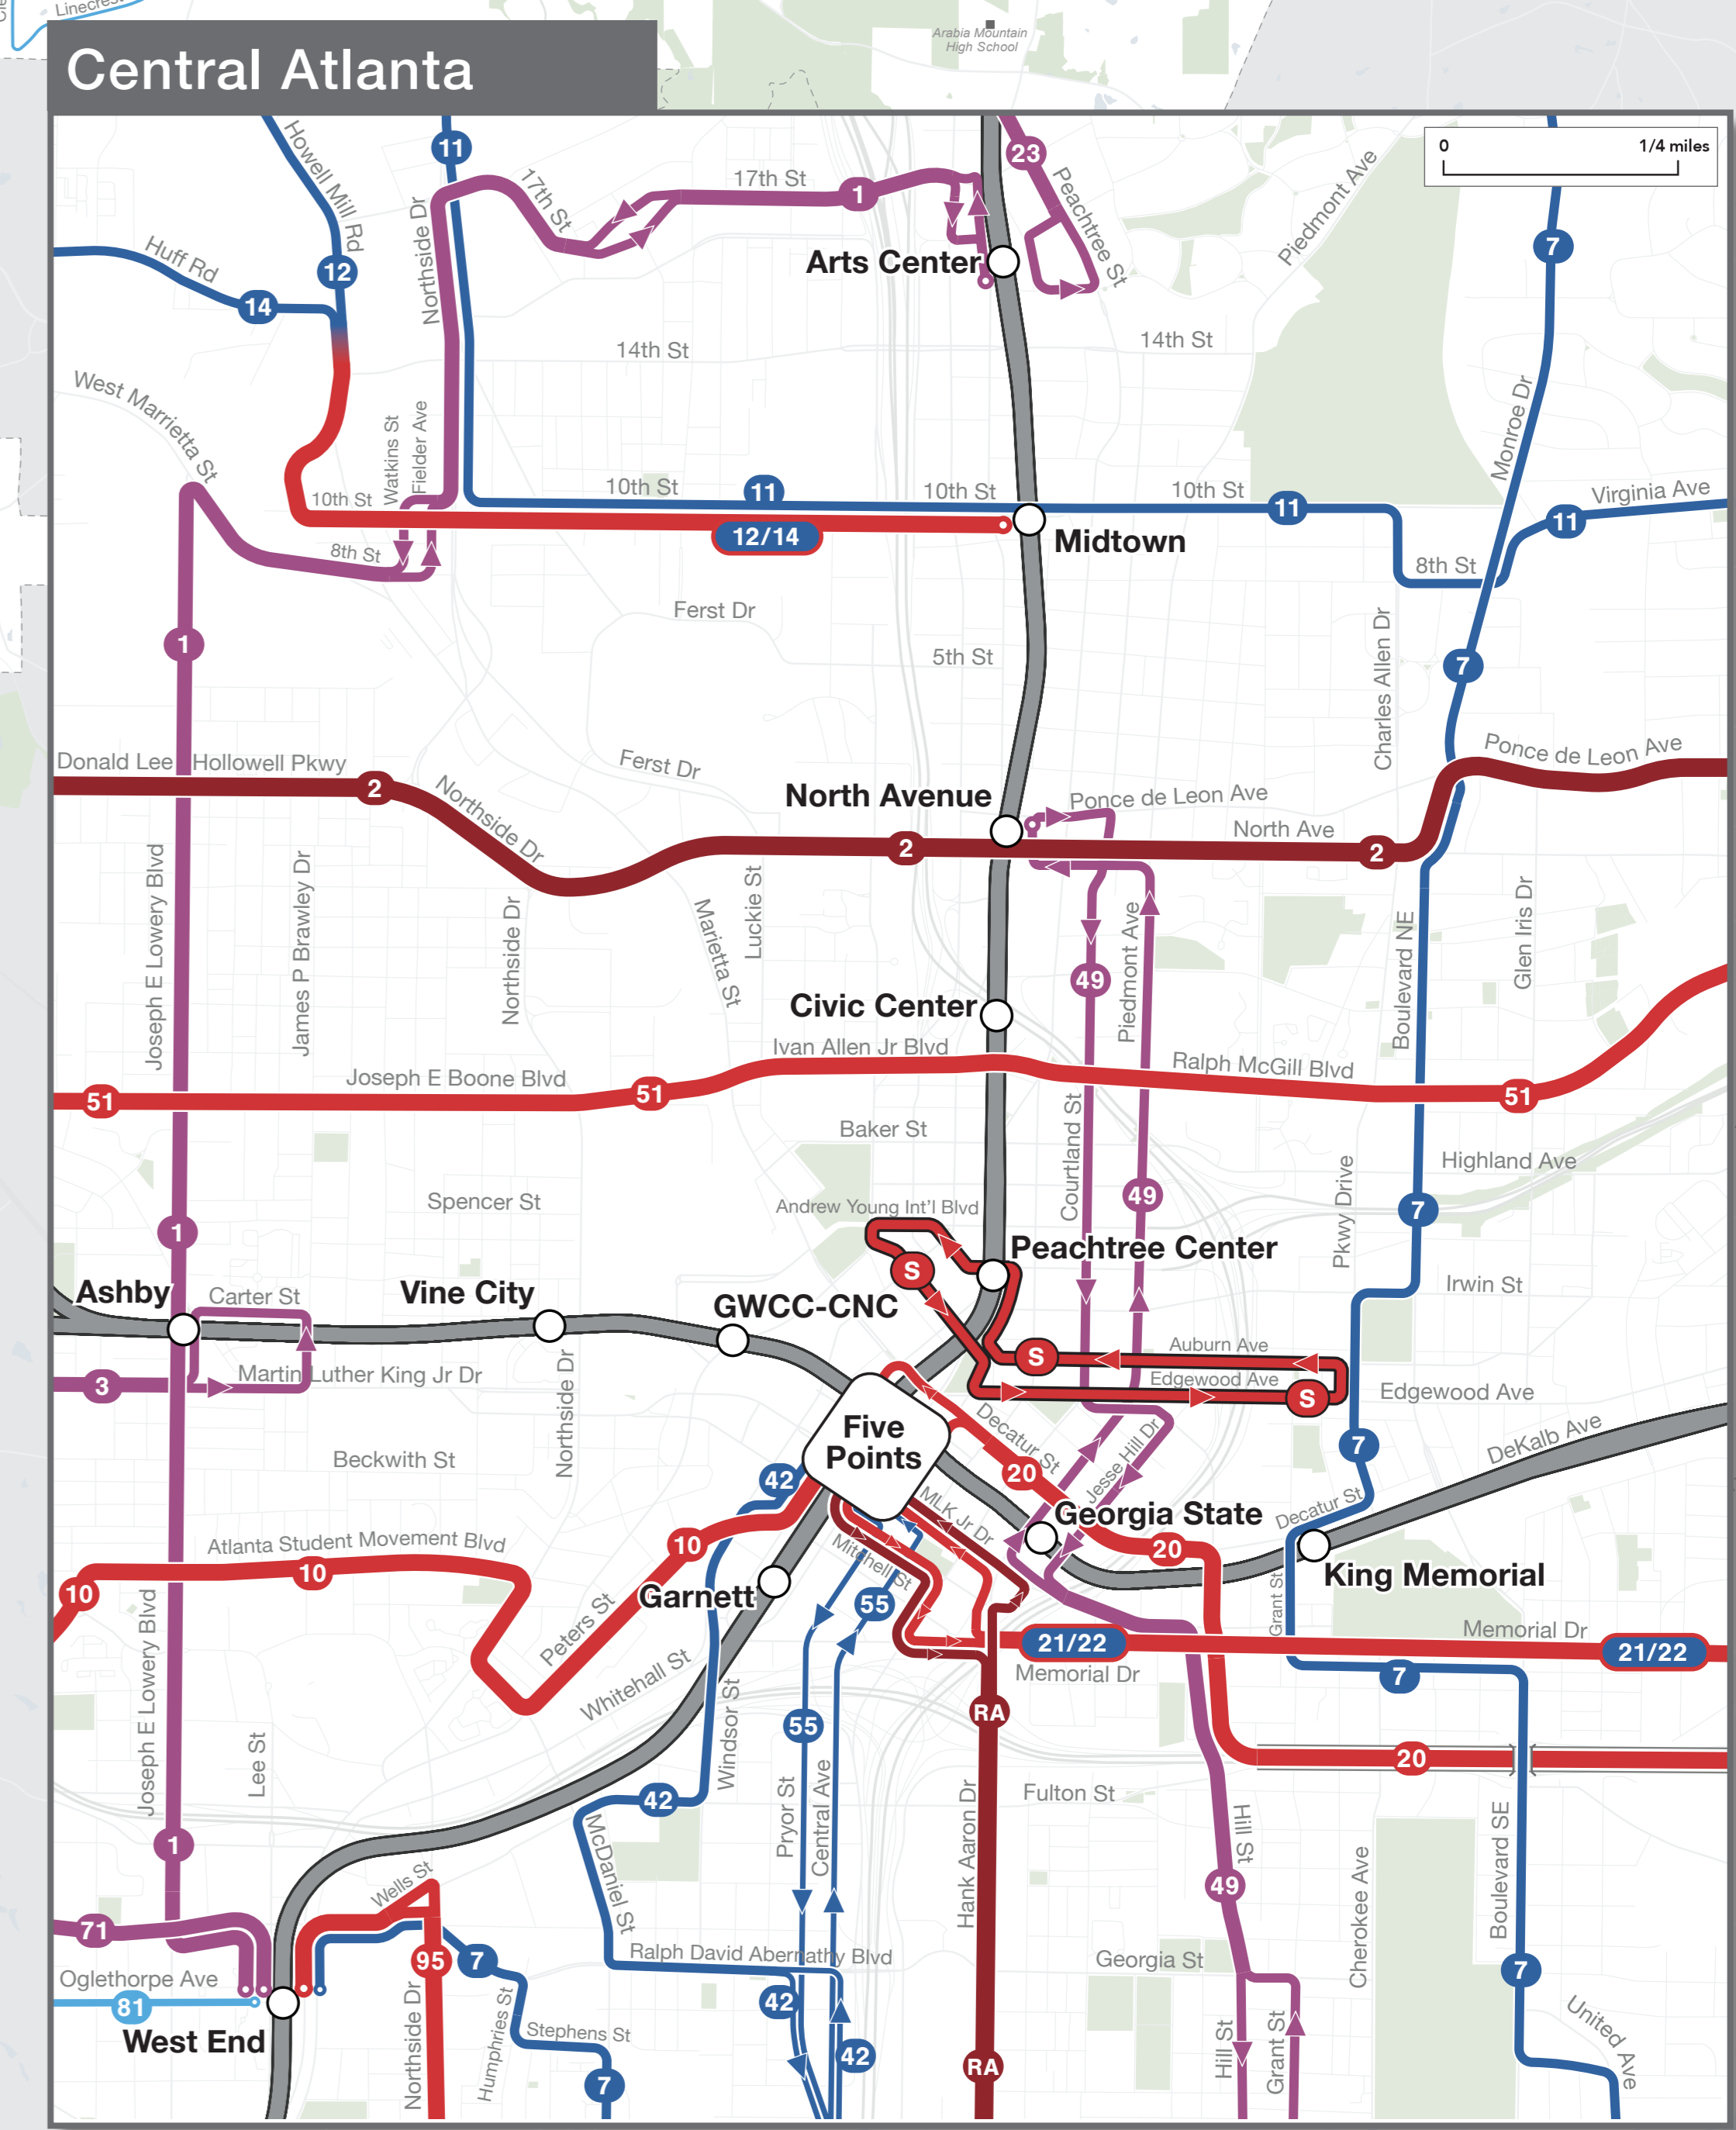 Linecrest
Arabia Mountain
High School
Central Atlanta
0
1/4 miles
11
23
Howell Mill Rd
17th St
17th St
1
Peachtree St
Piedmont Ave
Huff Rd
12
Northside Dr
7
Arts Center
14
14th St
14th St
West Marrietta St
Watkins St
Fielder Ave
Monroe Dr
10th St
10th St
11
10th St
10th St
11
Virginia Ave
11
12/14
Midtown
8th St
8th St
Ferst Dr
1
5th St
Charles Allen Dr
7
Donald Lee Hollowell Pkwy
2
Northside Dr
Ferst Dr
North Avenue
Ponce de Leon Ave
Ponce de Leon Ave
North Ave
2
2
Joseph E Lowery Blvd
James P Brawley Dr
Northside Dr
Marietta St
Luckie St
49
Piedmont Ave
Boulevard NE
Glen Iris Dr
Civic Center
Ivan Allen Jr Blvd
Joseph E Boone Blvd
Ralph McGill Blvd
51
51
51
Baker St
Courtland St
Highland Ave
Spencer St
49
Pkwy Drive
7
Andrew Young Int'l Blvd
1
Peachtree Center
S
Irwin St
Ashby
Carter St
Vine City
GWCC-CNC
Auburn Ave
S
3
Martin Luther King Jr Dr
Edgewood Ave
S
Edgewood Ave
Northside Dr
Five
Points
Decatur St
Jesse Hill Dr
7
DeKalb Ave
Beckwith St
42
20
MLK Jr Dr
Georgia State
Decatur St
Atlanta Student Movement Blvd
10
Mitchell St
20
10
10
Garnett
55
King Memorial
Peters St
Grant St
Memorial Dr
21/22
21/22
Memorial Dr
7
Whitehall St
RA
Joseph E Lowery Blvd
Lee St
Windsor St
55
20
42
Pryor St
Central Ave
Hank Aaron Dr
Fulton St
Hill St
1
McDaniel St
Cherokee Ave
Boulevard SE
Wells St
49
71
95
7
Ralph David Abernathy Blvd
Georgia St
Oglethorpe Ave
7
81
42
West End
Northside Dr
Humphries St
Stephens St
42
Hill St
Grant St
United Ave
7
RA